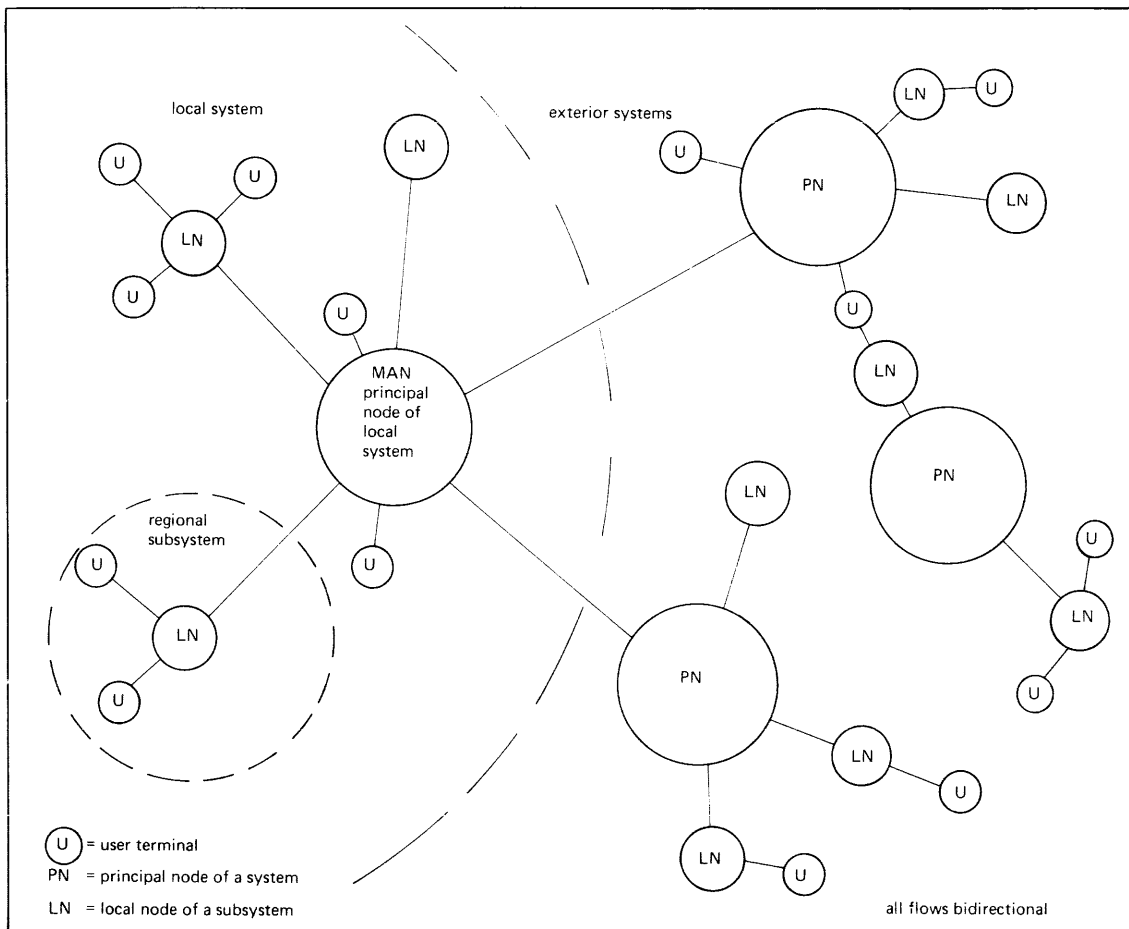 local system
exterior systems
LN
U
LN
U
U
U
LN
PN
LN
LN
U
U
U
LN
MAN
principal
node of
local
system
PN
LN
regional
subsystem
U
U
U
LN
LN
PN
U
U
LN
U
LN
U
U = user terminal
PN = principal node of a system
LN = local node of a subsystem
all flows bidirectional